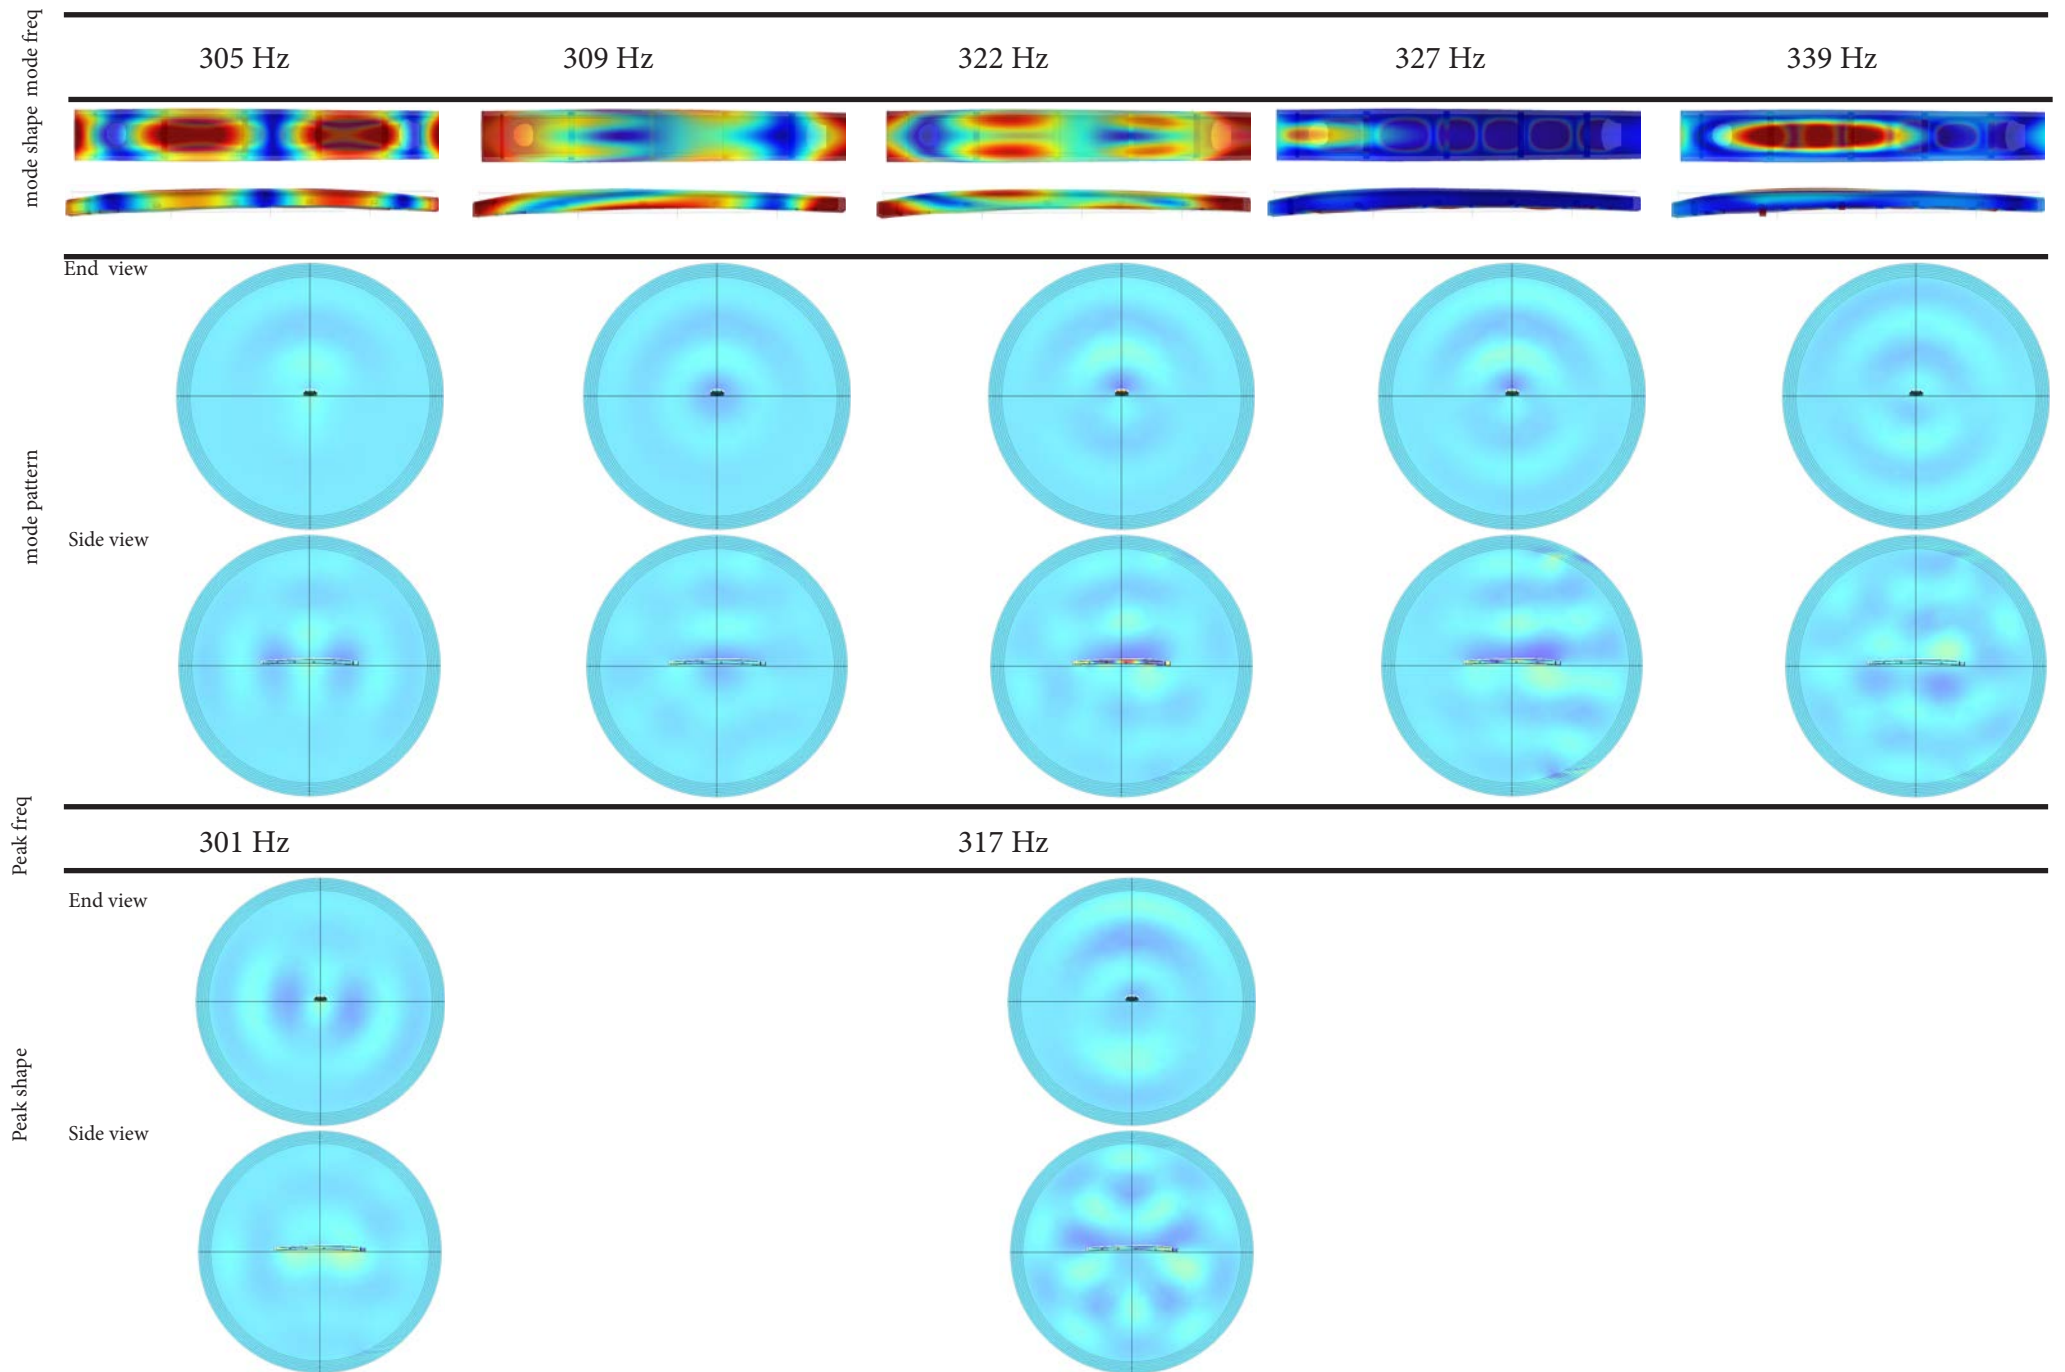 mode freq
305 Hz
309 Hz
322 Hz
327 Hz
339 Hz
mode shape
mode pattern
End view
Side view
Peak freq
301 Hz
317 Hz
Peak shape
End view
Side view